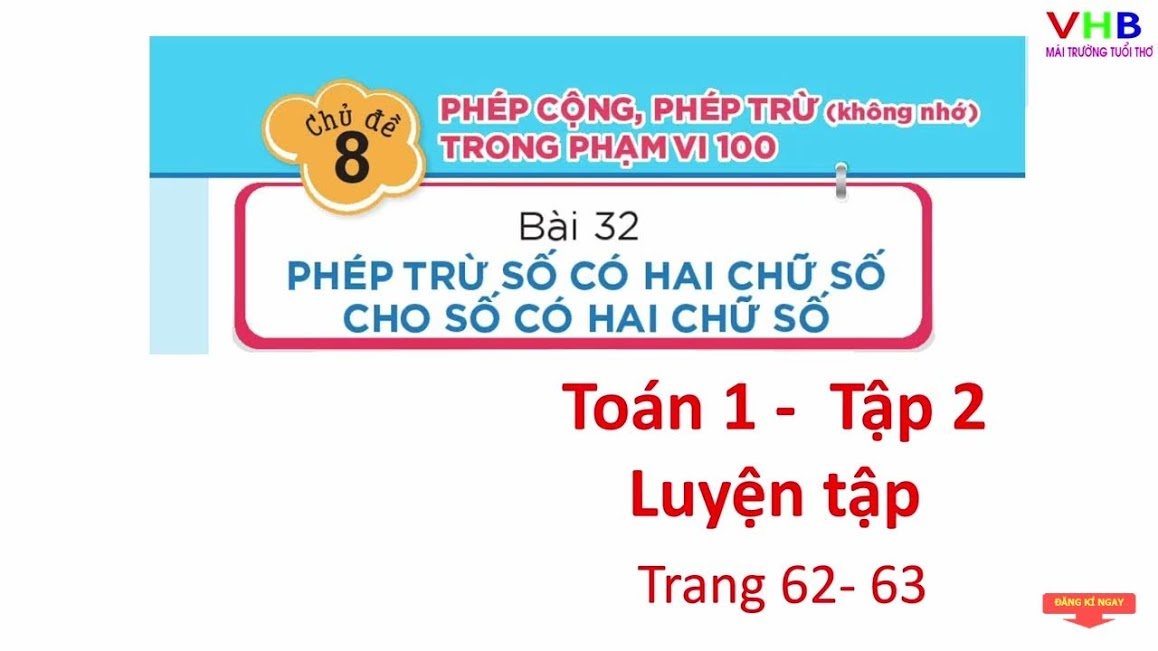 VHB
MÁI TRƯỜNG TUỔI THƠ
Chủ đề
8
PHÉP CỘNG, PHÉP TRỪ (không nhớ)
TRONG PHẠM VI 100
Bài 32
PHÉP TRỪ SỐ CÓ HAI CHỮ SỐ
CHO SỐ CÓ HAI CHỮ SỐ
Toán 1 - Tập 2
Luyện tập
Trang 62- 63
ĐĂNG KÍ NGAY